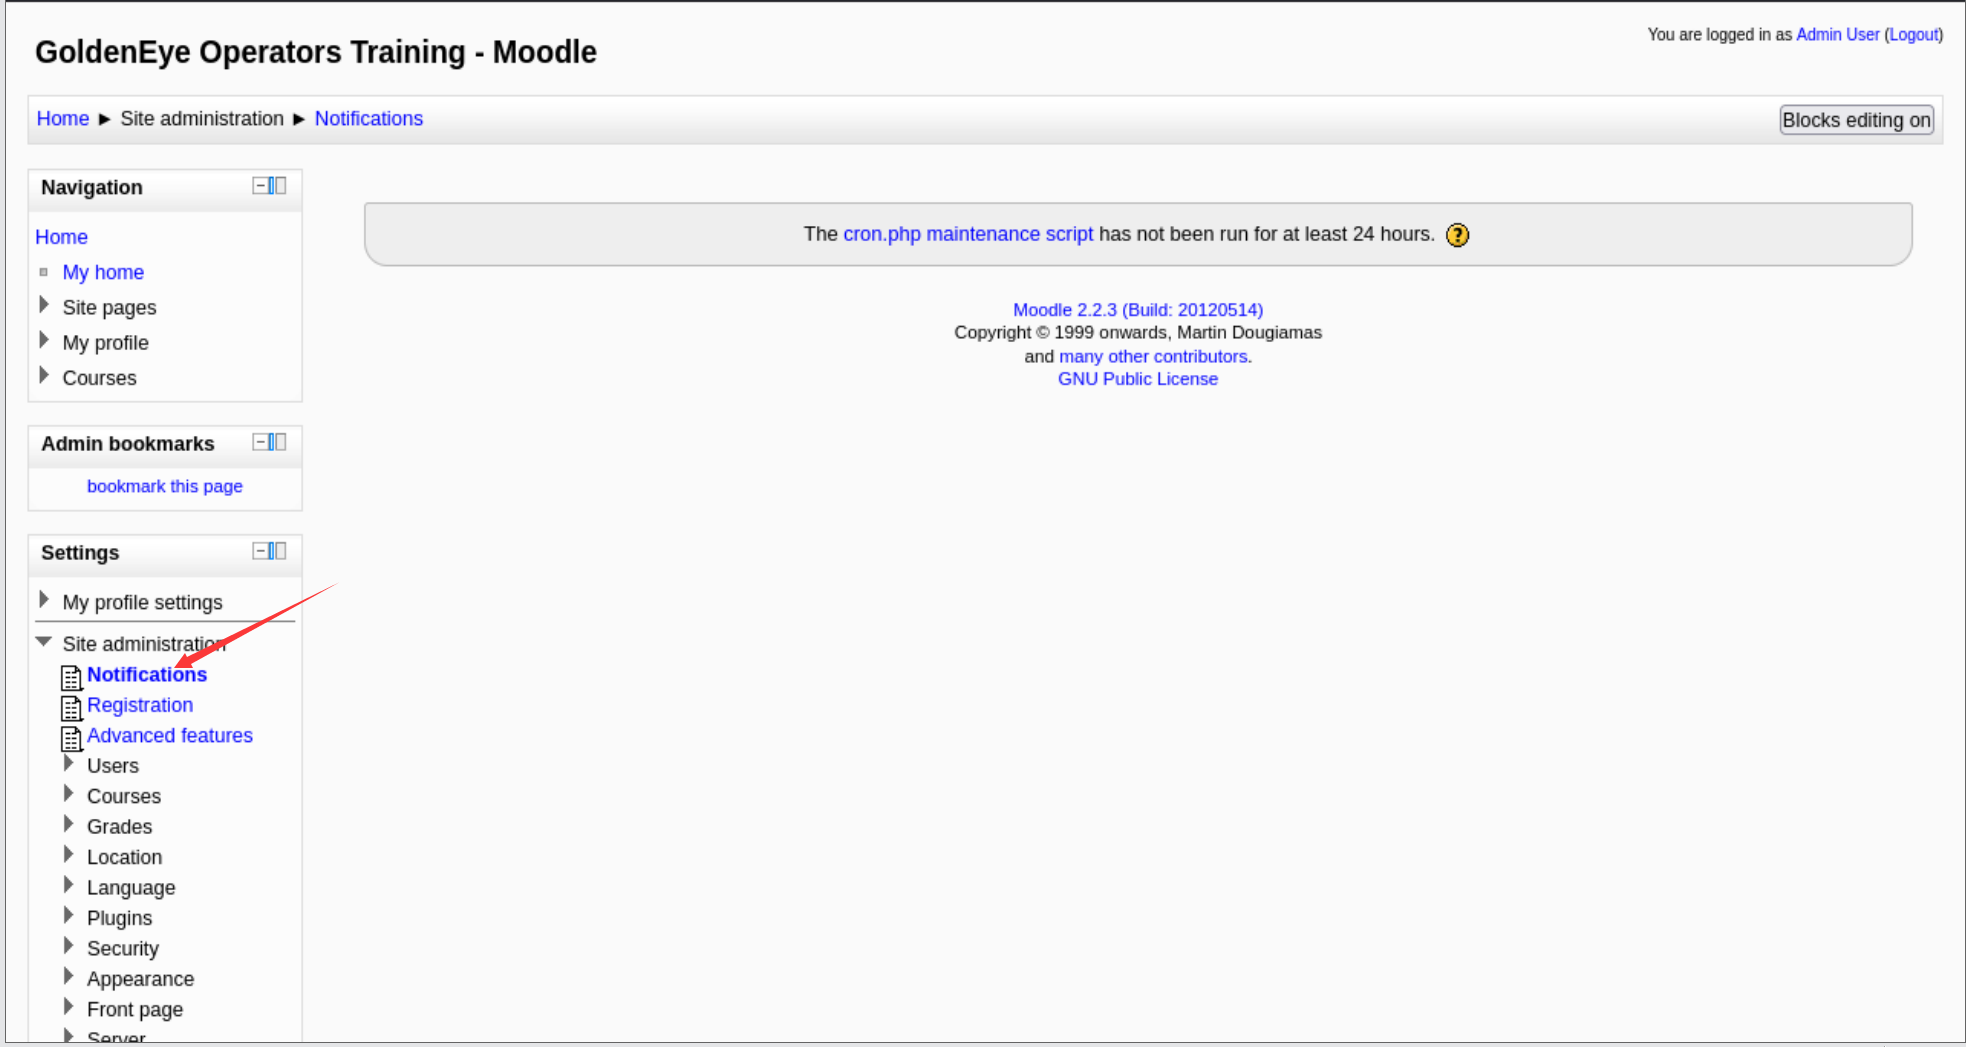 GoldenEye Operators Training - Moodle
You are logged in as Admin User (Logout)
Home ► Site administration ► Notifications
Blocks editing on
Navigation
Home
My home
Site pages
My profile
Courses
Admin bookmarks
bookmark this page
Settings
My profile settings
Site administration
Notifications
Registration
Advanced features
Users
Courses
Grades
Location
Language
Plugins
Security
Appearance
Front page
Server
The cron.php maintenance script has not been run for at least 24 hours.
Moodle 2.2.3 (Build: 20120514)
Copyright © 1999 onwards, Martin Dougiamas
and many other contributors.
GNU Public License